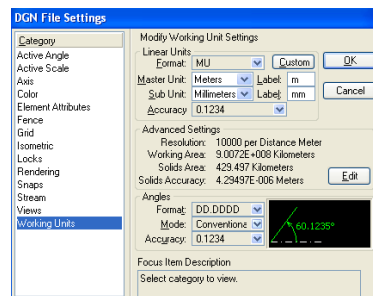 DGN File Settings
Category
Active Angle
Active Scale
Axis
Color
Element Attributes
Fence
Grid
Isometric
Locks
Rendering
Snaps
Stream
Views
Working Units
Modify Working Unit Settings
Linear Units
Format: MU Custom
Master Unit: Meters Label: m
Sub Unit: Millimeters Label: mm
Accuracy 0.1234
OK
Cancel
Advanced Settings
Resolution: 10000 per Distance Meter
Working Area: 9.0072E+008 Kilometers
Solids Area: 429.497 Kilometers
Solids Accuracy: 4.29497E-006 Meters
Edit
Angles
Format: DD.DDDD
Mode: Conventiona
Accuracy: 0.1234
60.1235°
Focus Item Description
Select category to view.